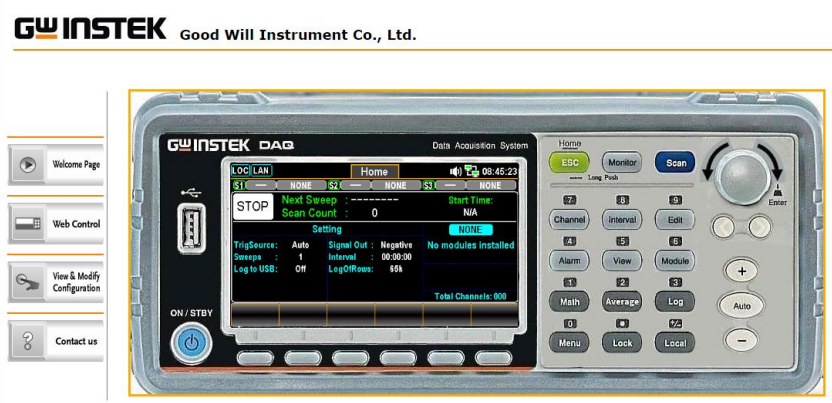 GW INSTEK Good Will Instrument Co., Ltd.
Welcome Page
Web Control
View & Modify
Configuration
Contact us
GW INSTEK DAQ
Data Acquisition System
LOC LAN Home 08:45:23
S1 — NONE S2 — NONE S3 — NONE
STOP
Next Sweep : --------
Scan Count : 0
Start Time:
N/A
Setting
TrigSource: Auto Signal Out : Negative
Sweeps : 1 Interval : 00:00:00
Log to USB: Off LogOfRows: 65k
NONE
No modules installed
Total Channels: 000
ON / STBY
Home
ESC Monitor Scan
Long Push
Enter
7 8 9
Channel Interval Edit
4 5 6
Alarm View Module
1 2 3
Math Average Log
0 +/-
Menu Lock Local
+
Auto
−